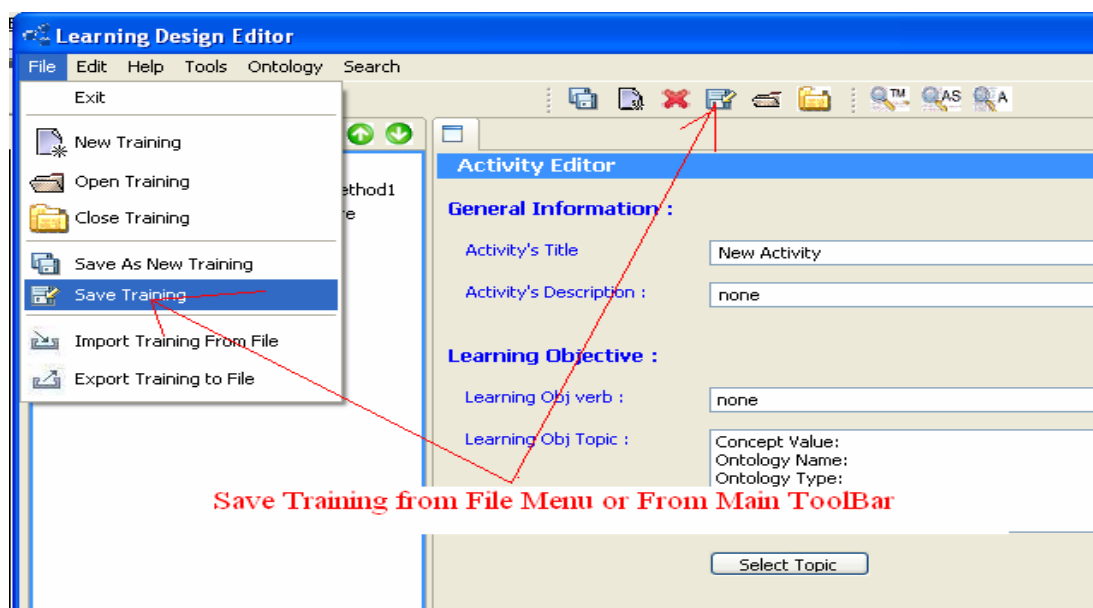 Learning Design Editor
File Edit Help Tools Ontology Search
Exit
New Training
Open Training
Close Training
Save As New Training
Save Training
Import Training From File
Export Training to File
ethod1
e
TM AS A
Activity Editor
General Information :
Activity's Title
New Activity
Activity's Description :
none
Learning Objective :
Learning Obj verb :
none
Learning Obj Topic :
Concept Value:
Ontology Name:
Ontology Type:
Save Training from File Menu or From Main ToolBar
Select Topic